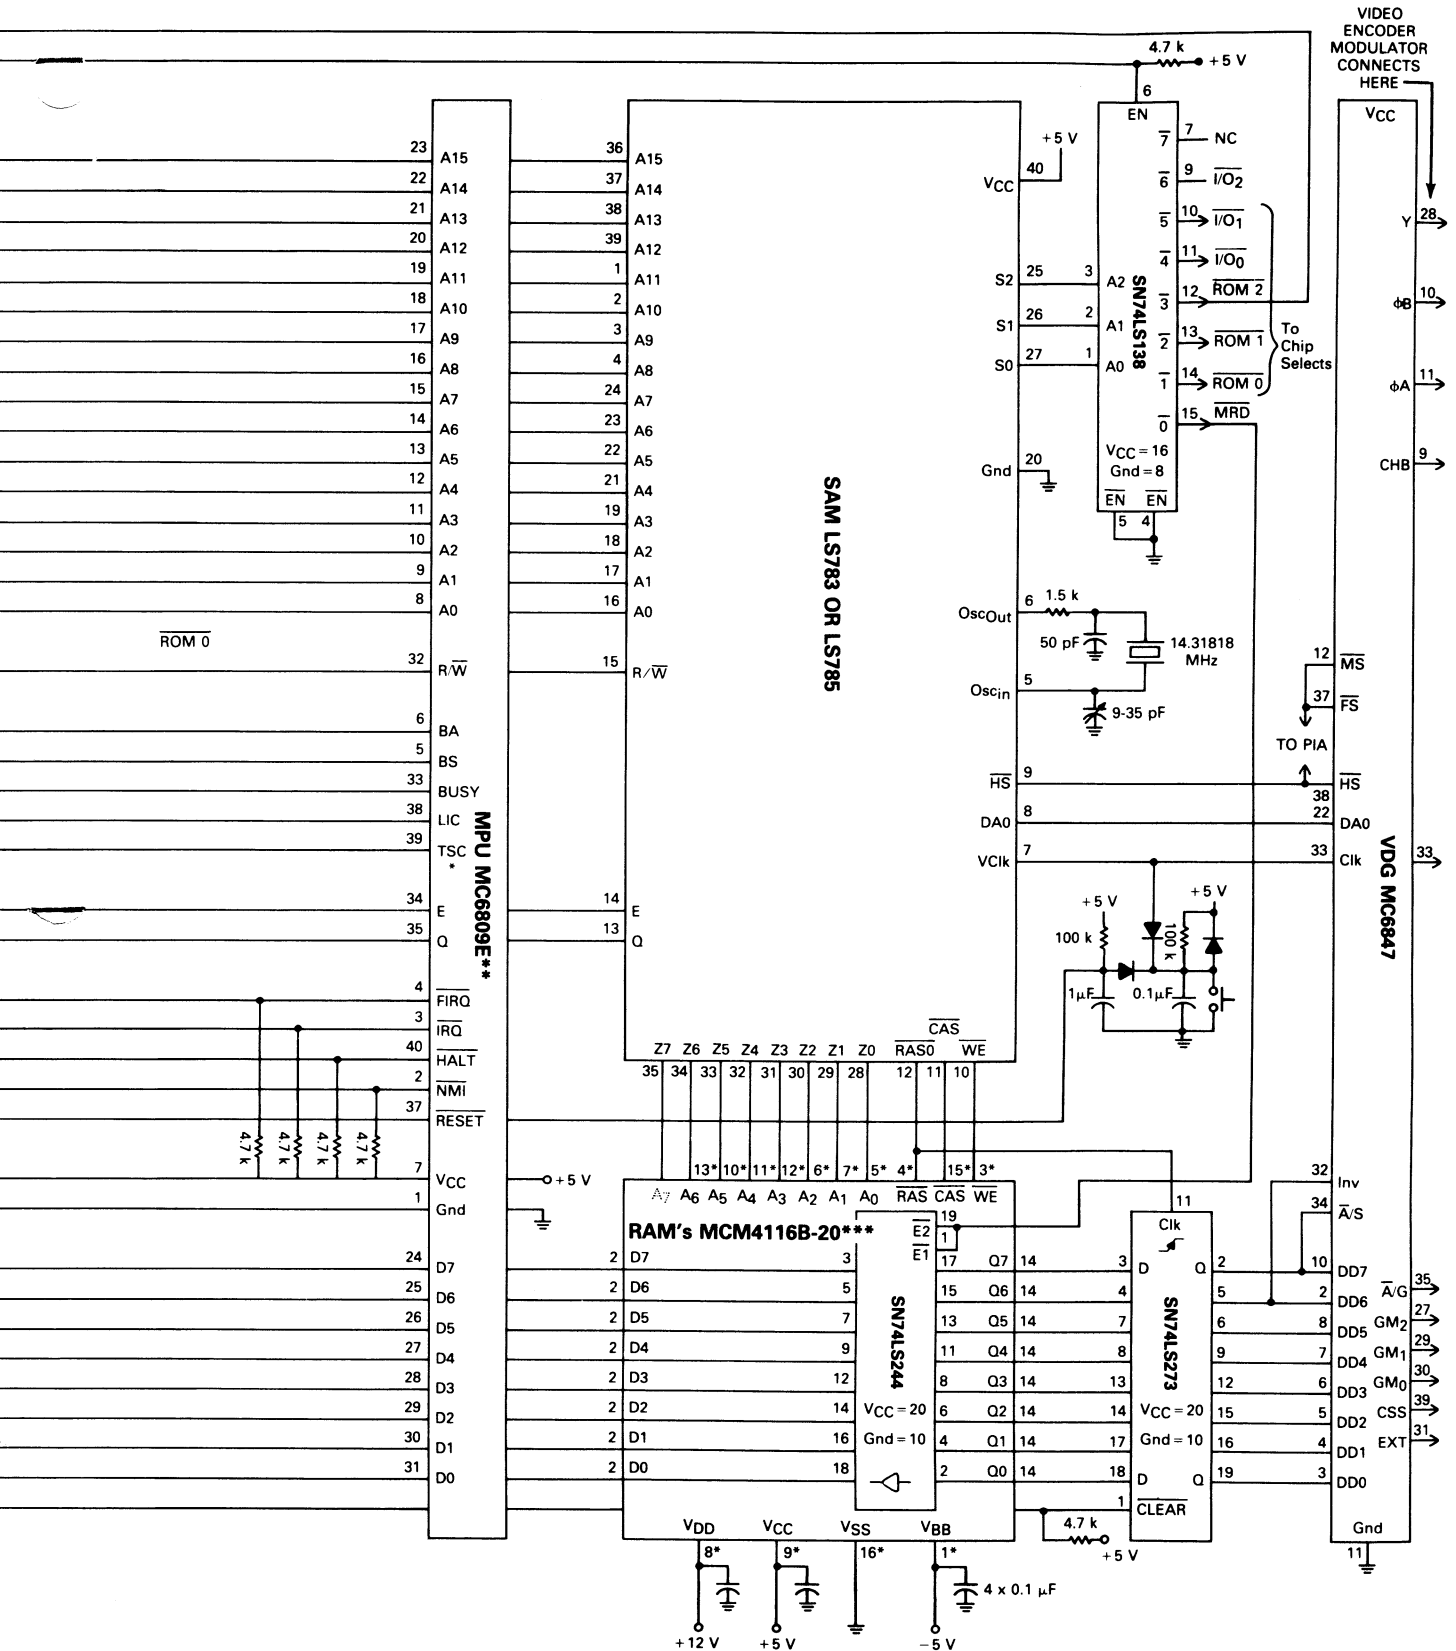 VIDEO
ENCODER
MODULATOR
CONNECTS
HERE
4.7 k
+5 V
6
EN
7̅ 7 NC
6̅ 9 I/O2
5̅ 10 I/O1
4̅ 11 I/O0
3̅ 12 ROM 2
2̅ 13 ROM 1
1̅ 14 ROM 0
0̅ 15 MRD
To
Chip
Selects
3 A2
2 A1
1 A0
SN74LS138
VCC = 16
Gnd = 8
EN EN
5 4
23 A15
22 A14
21 A13
20 A12
19 A11
18 A10
17 A9
16 A8
15 A7
14 A6
13 A5
12 A4
11 A3
10 A2
9 A1
8 A0
ROM 0
32 R/W̅
6 BA
5 BS
33 BUSY
38 LIC
39 TSC
*
34 E
35 Q
4 FIRQ
3 IRQ
40 HALT
2 NMI
37 RESET
4.7 k
4.7 k
4.7 k
4.7 k
7 VCC
+5 V
1 Gnd
24 D7
25 D6
26 D5
27 D4
28 D3
29 D2
30 D1
31 D0
MPU MC6809E**
36 A15
37 A14
38 A13
39 A12
1 A11
2 A10
3 A9
4 A8
24 A7
23 A6
22 A5
21 A4
19 A3
18 A2
17 A1
16 A0
15 R/W̅
14 E
13 Q
SAM LS783 OR LS785
+5 V
VCC 40
S2 25
S1 26
S0 27
Gnd 20
OscOut 6
1.5 k
50 pF
14.31818
MHz
Oscin 5
9-35 pF
HS 9
DA0 8
VClk 7
+5 V
100 k
1µF
+5 V
100 k
0.1µF
Z7 Z6 Z5 Z4 Z3 Z2 Z1 Z0 RAS0 CAS WE
35 34 33 32 31 30 29 28 12 11 10
13* 10* 11* 12* 6* 7* 5* 4* 15* 3*
A7 A6 A5 A4 A3 A2 A1 A0 RAS CAS WE
RAM's MCM4116B-20***
2 D7 3
2 D6 5
2 D5 7
2 D4 9
2 D3 12
2 D2 14
2 D1 16
2 D0 18
E2 19
E1 1
SN74LS244
VCC = 20
Gnd = 10
17 Q7 14
15 Q6 14
13 Q5 14
11 Q4 14
8 Q3 14
6 Q2 14
4 Q1 14
2 Q0 14
VDD VCC VSS VBB
8* 9* 16* 1*
4 x 0.1 µF
+12 V +5 V -5 V
11
Clk
3 D Q 2
4 5
7 6
8 9
13 12
14 15
17 16
18 D Q 19
SN74LS273
VCC = 20
Gnd = 10
1 CLEAR
4.7 k
+5 V
VCC
Y 28
φB 10
φA 11
CHB 9
12 MS
37 FS
TO PIA
HS
38
22 DA0
33 Clk
33
VDG MC6847
32 Inv
34 A̅/S
10 DD7
2 DD6
8 DD5
7 DD4
6 DD3
5 DD2
4 DD1
3 DD0
A̅/G 35
GM2 27
GM1 29
GM0 30
CSS 39
EXT 31
Gnd
11